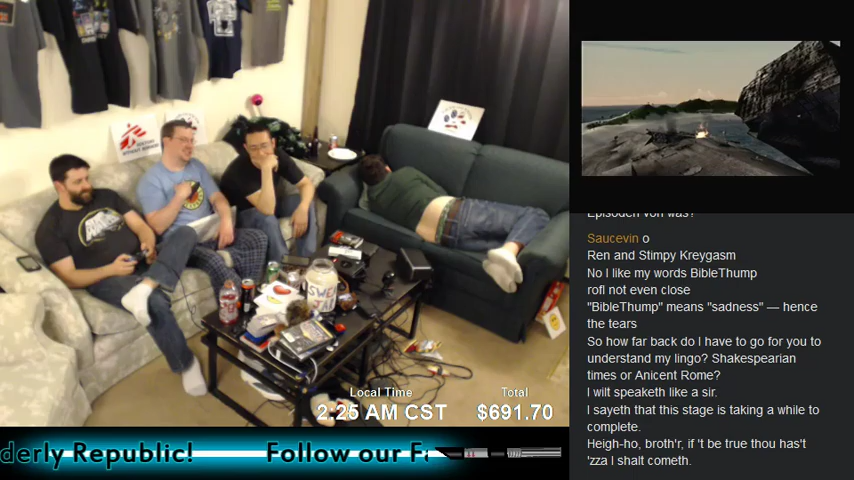 SWEAR
Local Time
Total
2:25 AM CST
$691.70
derly Republic!
Follow our Fa
Episoden von was?
Saucevin o
Ren and Stimpy Kreygasm
No I like my words BibleThump
rofl not even close
"BibleThump" means "sadness" — hence
the tears
So how far back do I have to go for you to
understand my lingo? Shakespearian
times or Anicent Rome?
I wilt speaketh like a sir.
I sayeth that this stage is taking a while to
complete.
Heigh-ho, broth'r, if 't be true thou has't
'zza I shalt cometh.